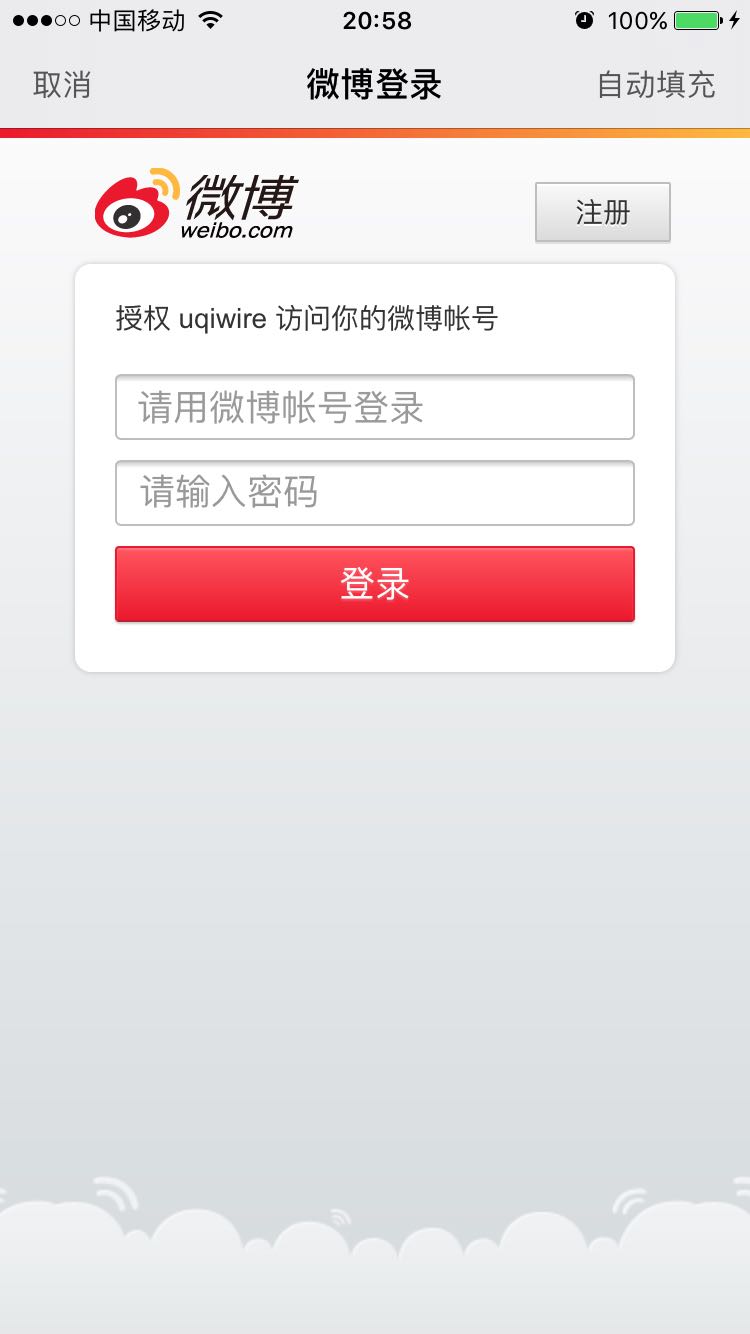 中国移动 20:58 100%
取消 微博登录 自动填充
微博
weibo.com
注册
授权 uqiwire 访问你的微博帐号
请用微博帐号登录
请输入密码
登录